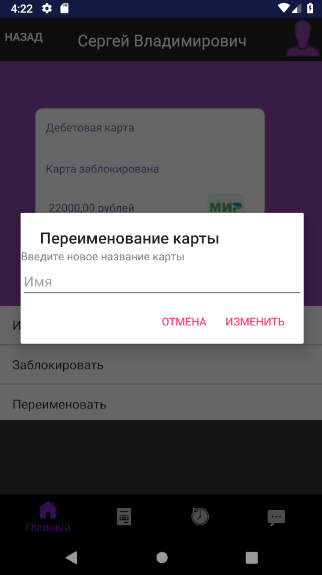 4:22
НАЗАД
Сергей Владимирович
Дебетовая карта
Карта заблокирована
22000,00 рублей
МИР
Переименование карты
Введите новое название карты
Имя
ОТМЕНА
ИЗМЕНИТЬ
И
Заблокировать
Переименовать
Главный